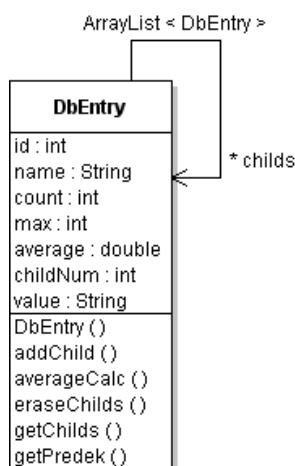 ArrayList < DbEntry >
DbEntry
* childs
id : int
name : String
count : int
max : int
average : double
childNum : int
value : String
DbEntry ()
addChild ()
averageCalc ()
eraseChilds ()
getChilds ()
getPredek ()